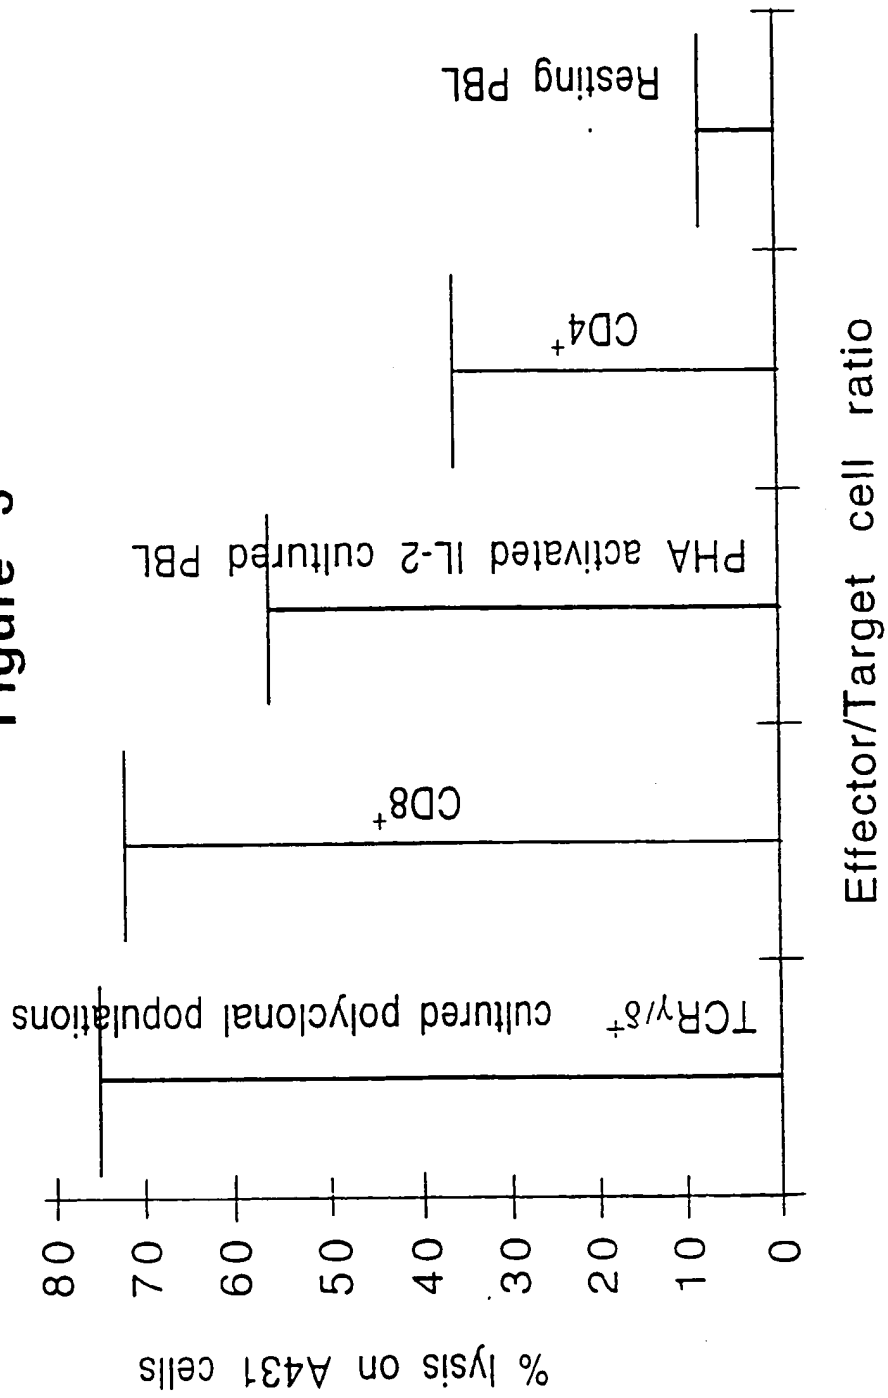 Figure
% lysis on A431 cells
80
70
60
50
40
30
20
10
0
TCRγ/δ⁺ cultured polyclonal populations
CD8⁺
PHA activated IL-2 cultured PBL
CD4⁺
Resting PBL
Effector/Target cell ratio